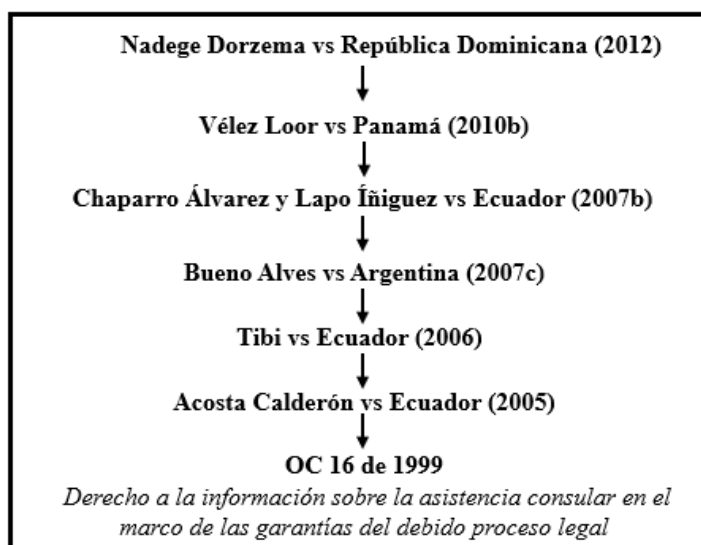 Nadege Dorzema vs República Dominicana (2012)
Vélez Loor vs Panamá (2010b)
Chaparro Álvarez y Lapo Íñiguez vs Ecuador (2007b)
Bueno Alves vs Argentina (2007c)
Tibi vs Ecuador (2006)
Acosta Calderón vs Ecuador (2005)
OC 16 de 1999
Derecho a la información sobre la asistencia consular en el
marco de las garantías del debido proceso legal